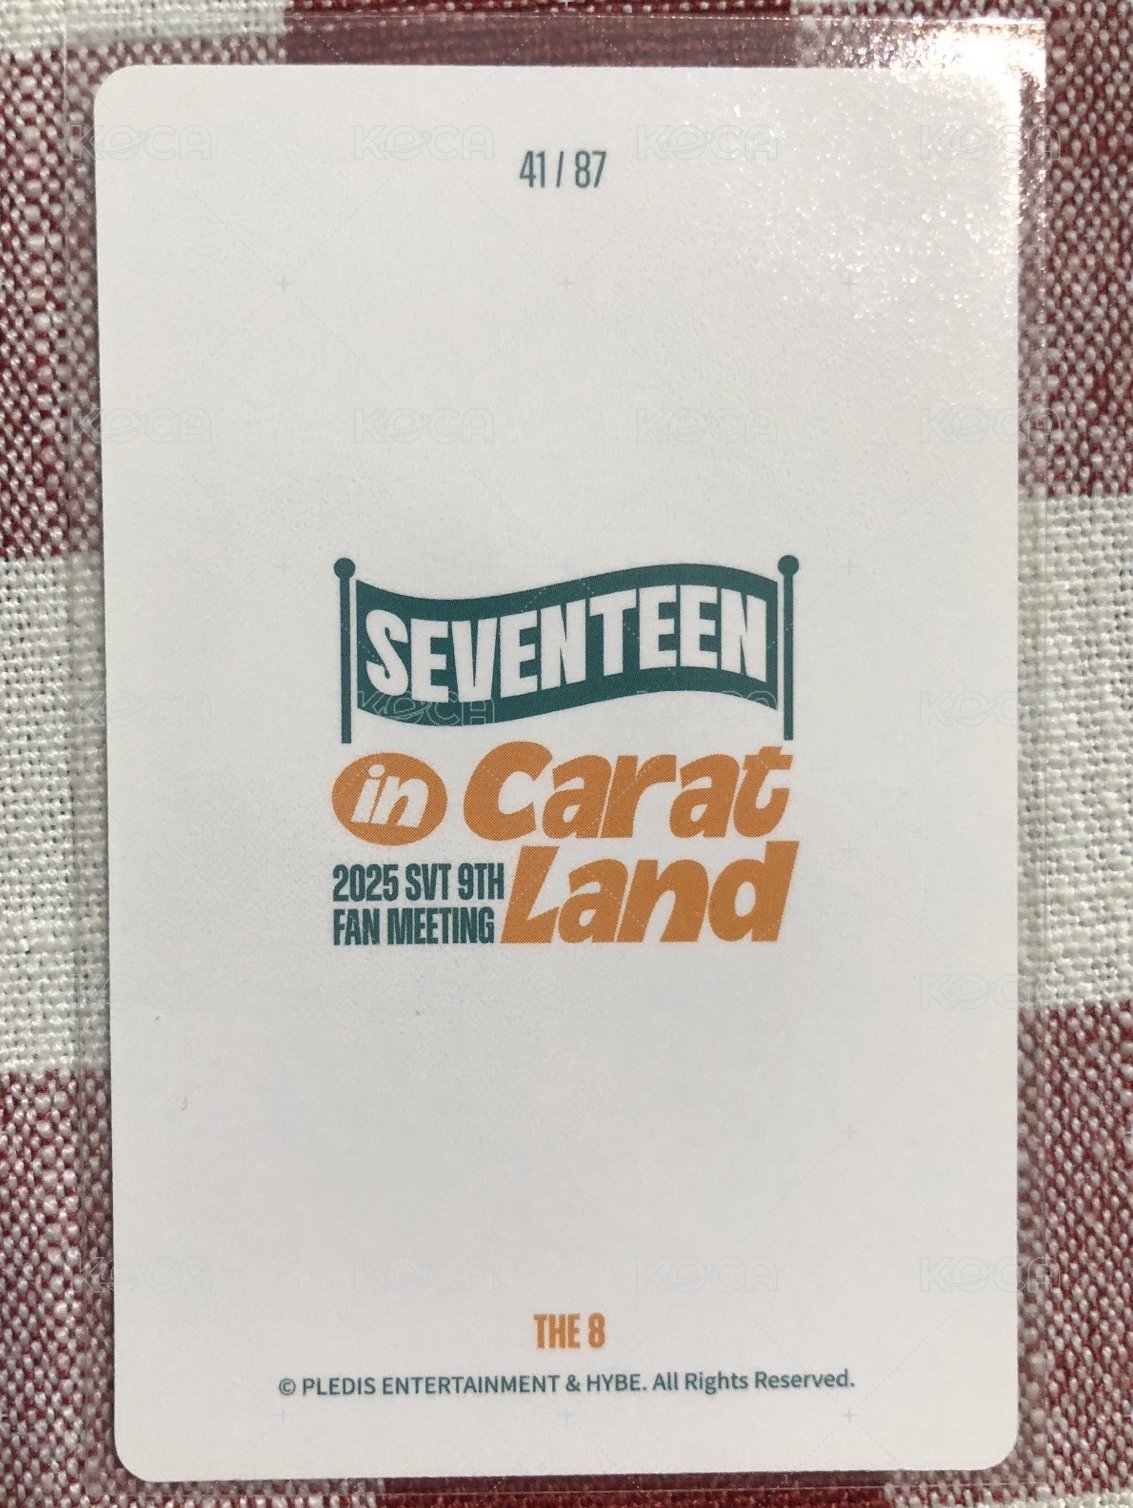 41 / 87
SEVENTEEN
in Carat
2025 SVT 9TH
FAN MEETING
Land
THE 8
© PLEDIS ENTERTAINMENT & HYBE. All Rights Reserved.
KOCA